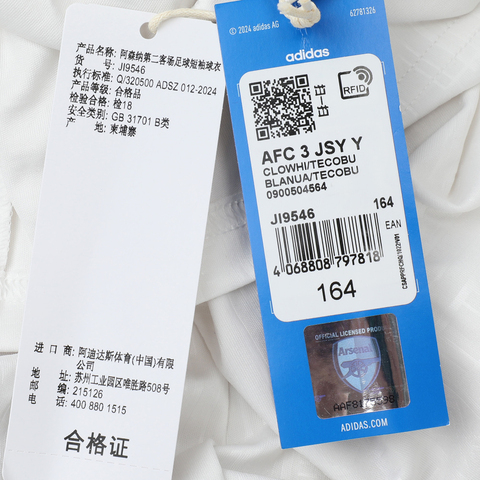 产品名称: 阿森纳第二客场足球短袖球衣
货 号: JI9546
执行标准: Q/320500 ADSZ 012-2024
产品等级: 合格品
检验合格: 检18
安全类别: GB 31701 B类
产 地: 柬埔寨
进 口 商: 阿迪达斯体育(中国)有限
公司
地 址: 苏州工业园区唯胜路508号
邮 编: 215126
电 话: 400 880 1515
合格证
© 2024 adidas AG
62781326
adidas
RFID
AFC 3 JSY Y
CLOWHI/TECOBU
BLANUA/TECOBU
0900504564
JI9546
164
EAN
4 068808 797818
164
OFFICIAL LICENSED PRODUCT
Arsenal
ADIDAS.COM